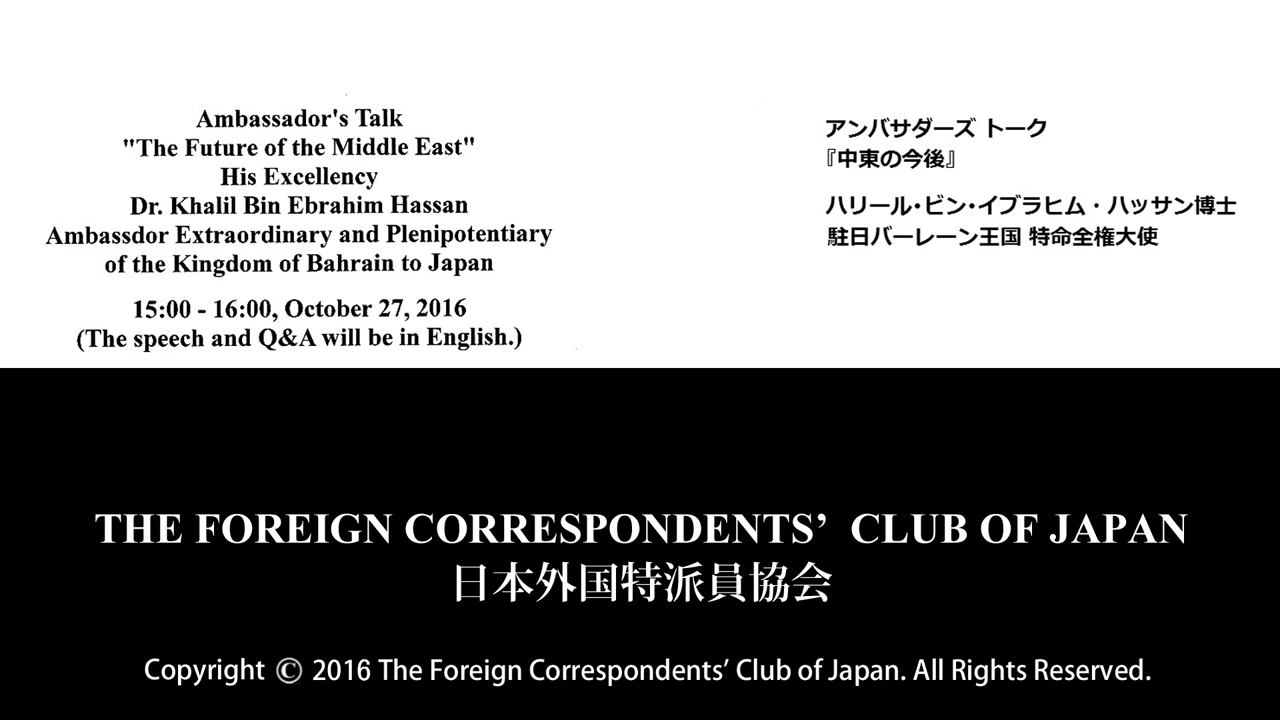 Ambassador's Talk
"The Future of the Middle East"
His Excellency
Dr. Khalil Bin Ebrahim Hassan
Ambassdor Extraordinary and Plenipotentiary
of the Kingdom of Bahrain to Japan
15:00 - 16:00, October 27, 2016
(The speech and Q&A will be in English.)
アンバサダーズ トーク
『中東の今後』
ハリール・ビン・イブラヒム・ハッサン博士
駐日バーレーン王国 特命全権大使
THE FOREIGN CORRESPONDENTS’ CLUB OF JAPAN
日本外国特派員協会
Copyright © 2016 The Foreign Correspondents’ Club of Japan. All Rights Reserved.